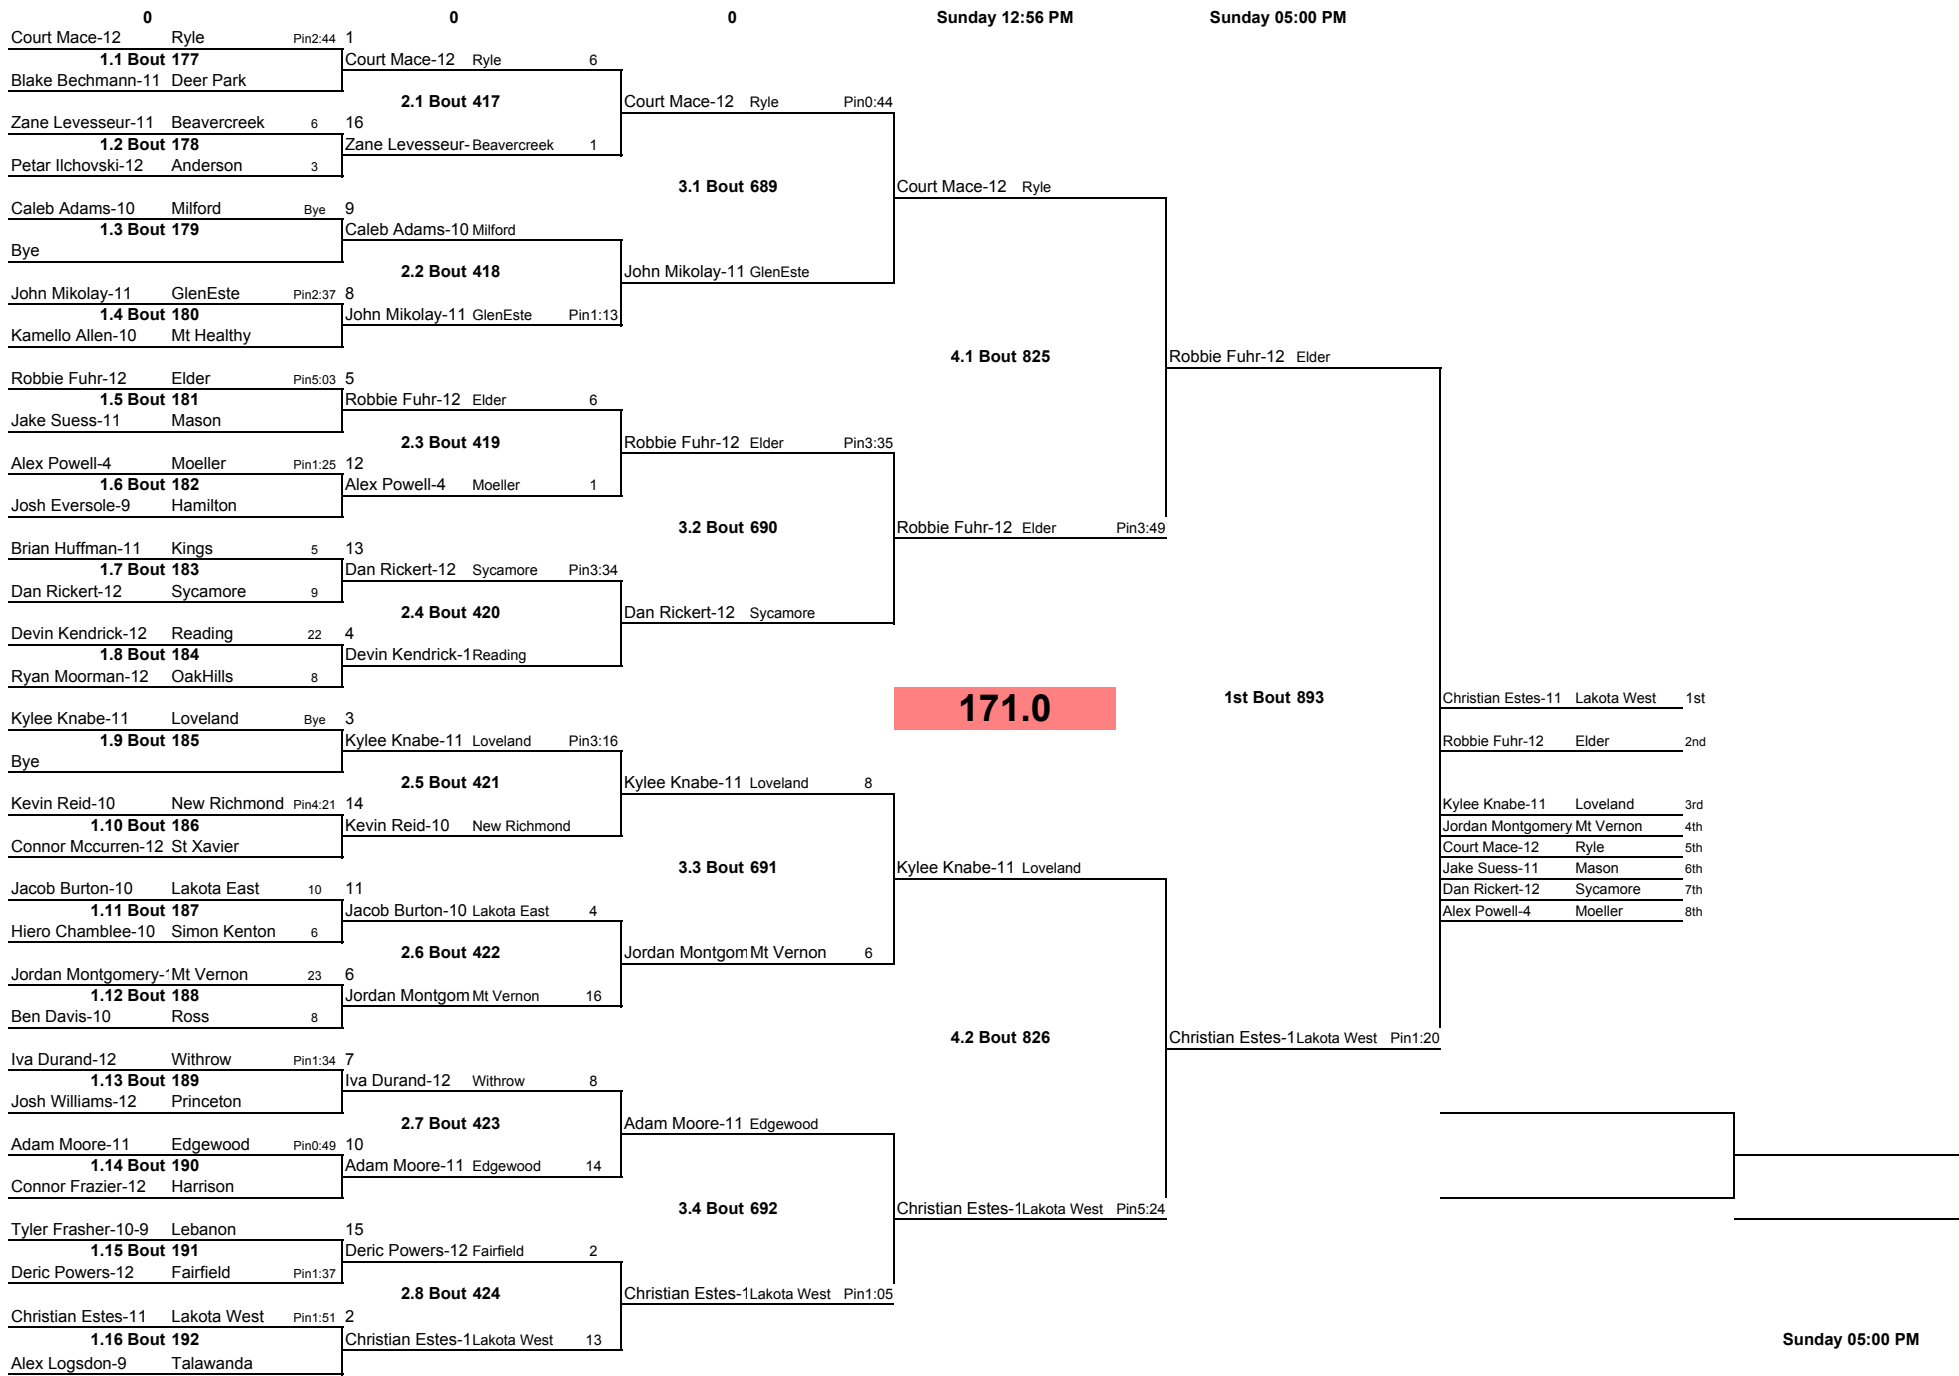 0 0 0 Sunday 12:56 PM Sunday 05:00 PM
Court Mace-12 Ryle Pin2:44 1
1.1 Bout 177
Court Mace-12 Ryle 6
Blake Bechmann-11 Deer Park
2.1 Bout 417
Court Mace-12 Ryle Pin0:44
Zane Levesseur-11 Beavercreek 6 16
1.2 Bout 178
Zane Levesseur- Beavercreek 1
Petar Ilchovski-12 Anderson 3
3.1 Bout 689
Court Mace-12 Ryle
Caleb Adams-10 Milford Bye 9
1.3 Bout 179
Caleb Adams-10 Milford
Bye
2.2 Bout 418
John Mikolay-11 GlenEste
John Mikolay-11 GlenEste Pin2:37 8
1.4 Bout 180
John Mikolay-11 GlenEste Pin1:13
Kamello Allen-10 Mt Healthy
4.1 Bout 825
Robbie Fuhr-12 Elder
Robbie Fuhr-12 Elder Pin5:03 5
1.5 Bout 181
Robbie Fuhr-12 Elder 6
Jake Suess-11 Mason
2.3 Bout 419
Robbie Fuhr-12 Elder Pin3:35
Alex Powell-4 Moeller Pin1:25 12
1.6 Bout 182
Alex Powell-4 Moeller 1
Josh Eversole-9 Hamilton
3.2 Bout 690
Robbie Fuhr-12 Elder Pin3:49
Brian Huffman-11 Kings 5 13
1.7 Bout 183
Dan Rickert-12 Sycamore Pin3:34
Dan Rickert-12 Sycamore 9
2.4 Bout 420
Dan Rickert-12 Sycamore
Devin Kendrick-12 Reading 22 4
1.8 Bout 184
Devin Kendrick-1 Reading
Ryan Moorman-12 OakHills 8
171.0
1st Bout 893
Christian Estes-11 Lakota West 1st
Kylee Knabe-11 Loveland Bye 3
1.9 Bout 185
Kylee Knabe-11 Loveland Pin3:16
Robbie Fuhr-12 Elder 2nd
Bye
2.5 Bout 421
Kylee Knabe-11 Loveland 8
Kevin Reid-10 New Richmond Pin4:21 14
Kylee Knabe-11 Loveland 3rd
1.10 Bout 186
Kevin Reid-10 New Richmond
Jordan Montgomery Mt Vernon 4th
Connor Mccurren-12 St Xavier
Court Mace-12 Ryle 5th
3.3 Bout 691
Kylee Knabe-11 Loveland
Jake Suess-11 Mason 6th
Jacob Burton-10 Lakota East 10 11
Dan Rickert-12 Sycamore 7th
1.11 Bout 187
Jacob Burton-10 Lakota East 4
Alex Powell-4 Moeller 8th
Hiero Chamblee-10 Simon Kenton 6
2.6 Bout 422
Jordan Montgom Mt Vernon 6
Jordan Montgomery- Mt Vernon 23 6
1.12 Bout 188
Jordan Montgom Mt Vernon 16
Ben Davis-10 Ross 8
4.2 Bout 826
Christian Estes-1 Lakota West Pin1:20
Iva Durand-12 Withrow Pin1:34 7
1.13 Bout 189
Iva Durand-12 Withrow 8
Josh Williams-12 Princeton
2.7 Bout 423
Adam Moore-11 Edgewood
Adam Moore-11 Edgewood Pin0:49 10
1.14 Bout 190
Adam Moore-11 Edgewood 14
Connor Frazier-12 Harrison
3.4 Bout 692
Christian Estes-1 Lakota West Pin5:24
Tyler Frasher-10-9 Lebanon 15
1.15 Bout 191
Deric Powers-12 Fairfield 2
Deric Powers-12 Fairfield Pin1:37
2.8 Bout 424
Christian Estes-1 Lakota West Pin1:05
Christian Estes-11 Lakota West Pin1:51 2
1.16 Bout 192
Christian Estes-1 Lakota West 13
Sunday 05:00 PM
Alex Logsdon-9 Talawanda